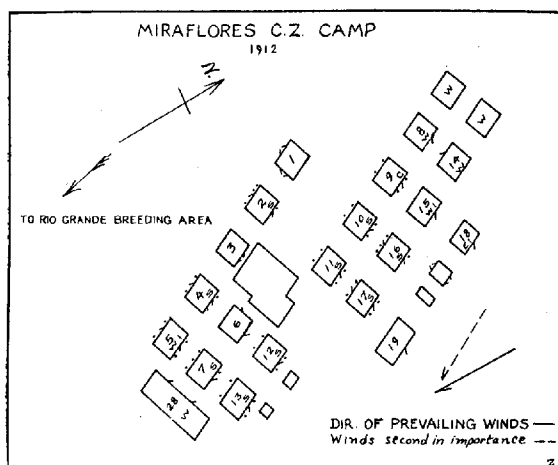 MIRAFLORES C.Z. CAMP
1912
N
TO RIO GRANDE BREEDING AREA
1
2 S
3
4 S
5 W I
6
7 S
28 W
12 S
13 S
W
W
8 W
14
9 C
15 W
10 S
16 S
18
11 S
17 S
19
DIR. OF PREVAILING WINDS
Winds second in importance